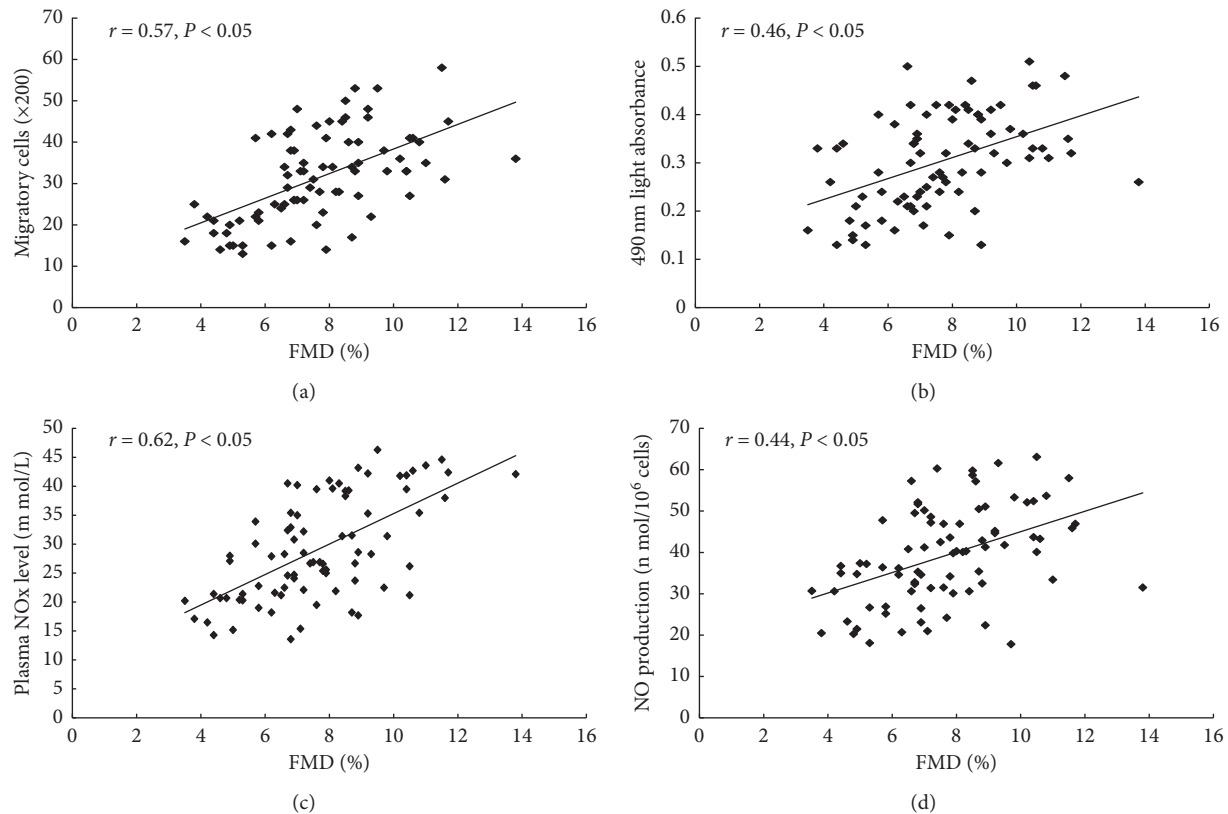 r = 0.57, P < 0.05
Migratory cells (×200)
70
60
50
40
30
20
10
0
0 2 4 6 8 10 12 14 16
FMD (%)
(a)
r = 0.46, P < 0.05
490 nm light absorbance
0.6
0.5
0.4
0.3
0.2
0.1
0
0 2 4 6 8 10 12 14 16
FMD (%)
(b)
r = 0.62, P < 0.05
Plasma NOx level (m mol/L)
50
45
40
35
30
25
20
15
10
5
0
0 2 4 6 8 10 12 14 16
FMD (%)
(c)
r = 0.44, P < 0.05
NO production (n mol/10⁶ cells)
70
60
50
40
30
20
10
0
0 2 4 6 8 10 12 14 16
FMD (%)
(d)